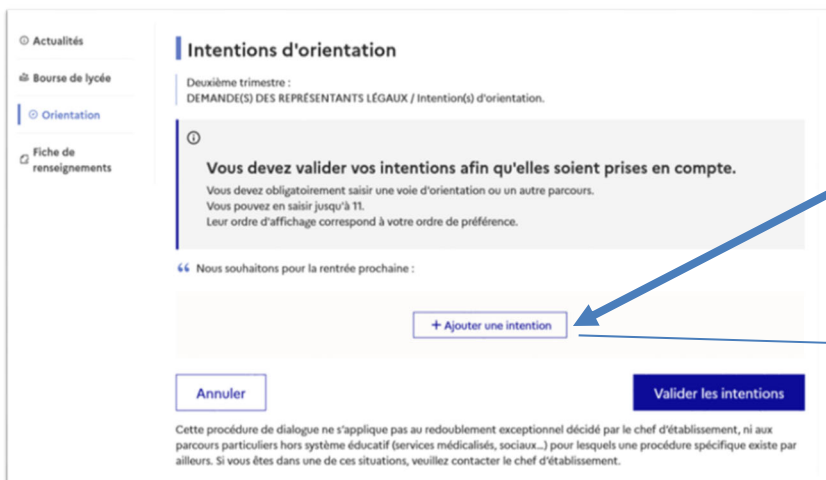 Actualités
Bourse de lycée
Orientation
Fiche de
renseignements
Intentions d'orientation
Deuxième trimestre :
DEMANDE(S) DES REPRÉSENTANTS LÉGAUX / Intention(s) d'orientation.
Vous devez valider vos intentions afin qu'elles soient prises en compte.
Vous devez obligatoirement saisir une voie d'orientation ou un autre parcours.
Vous pouvez en saisir jusqu'à 11.
Leur ordre d'affichage correspond à votre ordre de préférence.
“ Nous souhaitons pour la rentrée prochaine :
+ Ajouter une intention
Annuler
Valider les intentions
Cette procédure de dialogue ne s'applique pas au redoublement exceptionnel décidé par le chef d'établissement, ni aux
parcours particuliers hors système éducatif (services médicalisés, sociaux...) pour lesquels une procédure spécifique existe par
ailleurs. Si vous êtes dans une de ces situations, veuillez contacter le chef d'établissement.